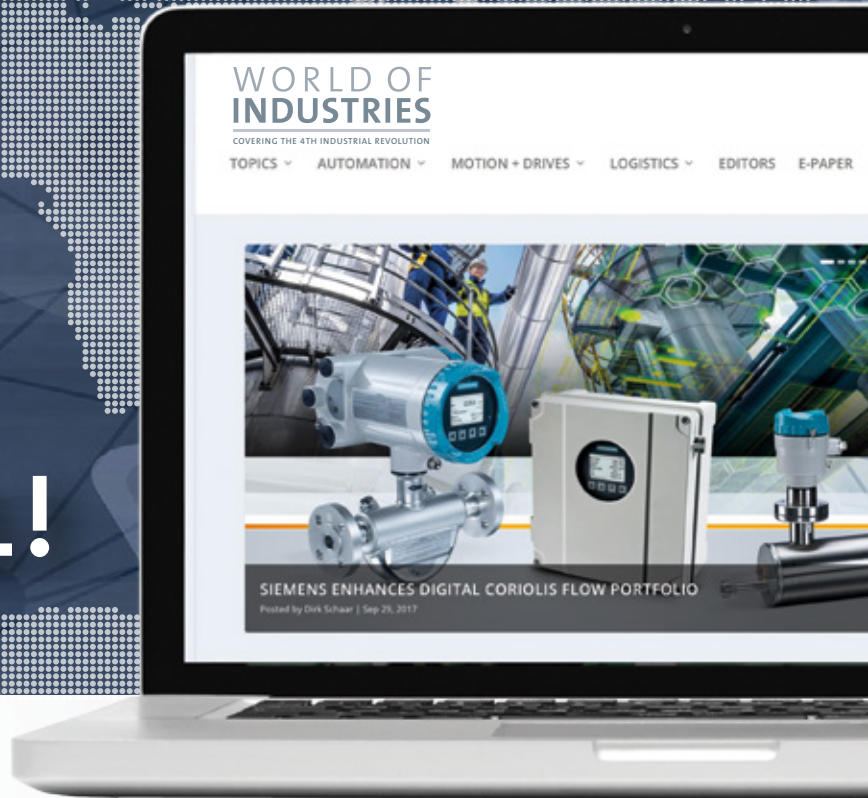 WORLD OF
INDUSTRIES
COVERING THE 4TH INDUSTRIAL REVOLUTION
TOPICS AUTOMATION MOTION + DRIVES LOGISTICS EDITORS E-PAPER
.!
SIEMENS ENHANCES DIGITAL CORIOLIS FLOW PORTFOLIO
Posted by Dirk Schaar | Sep 29, 2017